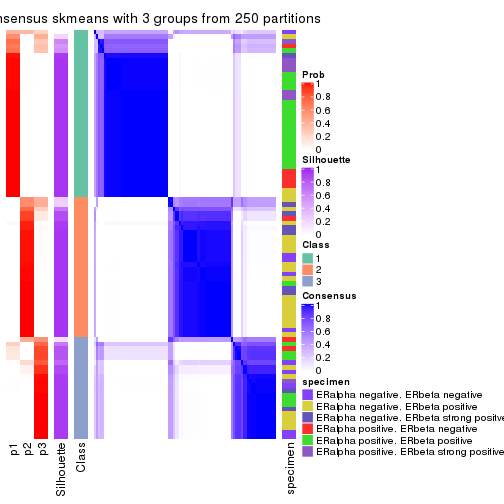 nsensus skmeans with 3 groups from 250 partitions
Prob
1
0.8
0.6
0.4
0.2
0
Silhouette
1
0.8
0.6
0.4
0.2
0
Class
1
2
3
Consensus
1
0.8
0.6
0.4
0.2
0
specimen
ERalpha negative. ERbeta negative
ERalpha negative. ERbeta positive
ERalpha negative. ERbeta strong positive
ERalpha positive. ERbeta negative
ERalpha positive. ERbeta positive
ERalpha positive. ERbeta strong positive
p1
p2
p3
Silhouette
Class
specimen